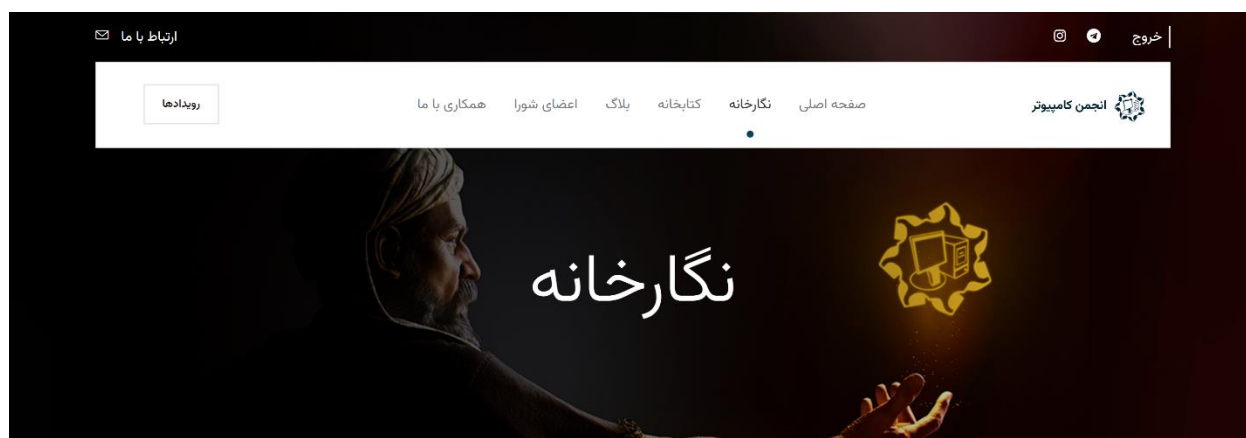 خروج ارتباط با ما
انجمن کامپیوتر صفحه اصلی نگارخانه کتابخانه بلاگ اعضای شورا همکاری با ما رویدادها
نگارخانه